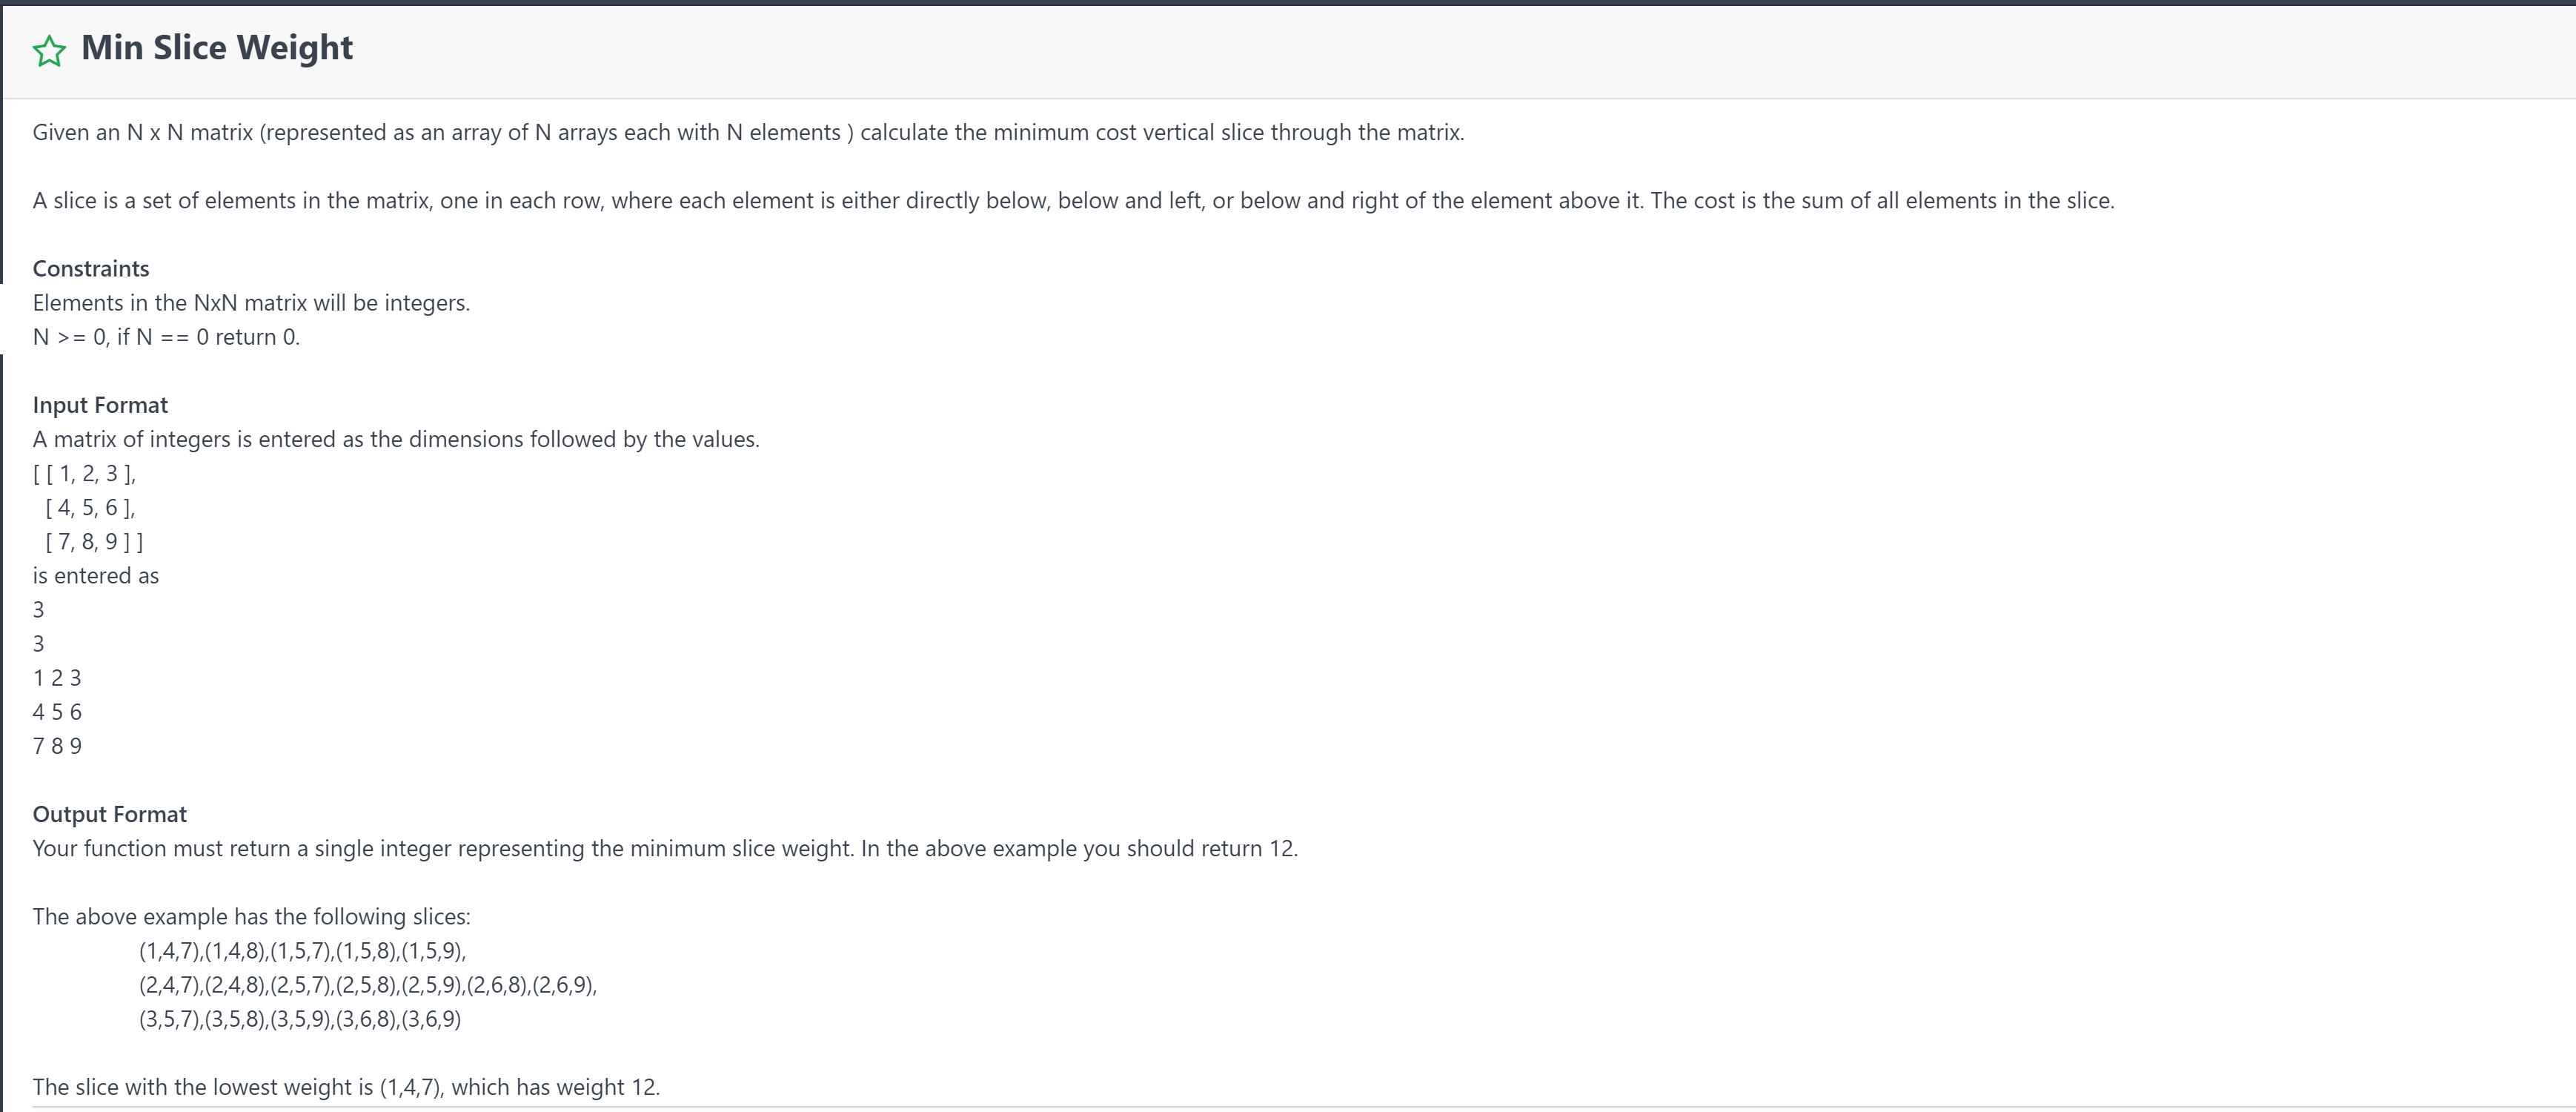 Min Slice Weight
Given an N x N matrix (represented as an array of N arrays each with N elements ) calculate the minimum cost vertical slice through the matrix.
A slice is a set of elements in the matrix, one in each row, where each element is either directly below, below and left, or below and right of the element above it. The cost is the sum of all elements in the slice.
Constraints
Elements in the NxN matrix will be integers.
N >= 0, if N == 0 return 0.
Input Format
A matrix of integers is entered as the dimensions followed by the values.
[ [ 1, 2, 3 ],
[ 4, 5, 6 ],
[ 7, 8, 9 ] ]
is entered as
3
3
1 2 3
4 5 6
7 8 9
Output Format
Your function must return a single integer representing the minimum slice weight. In the above example you should return 12.
The above example has the following slices:
(1,4,7),(1,4,8),(1,5,7),(1,5,8),(1,5,9),
(2,4,7),(2,4,8),(2,5,7),(2,5,8),(2,5,9),(2,6,8),(2,6,9),
(3,5,7),(3,5,8),(3,5,9),(3,6,8),(3,6,9)
The slice with the lowest weight is (1,4,7), which has weight 12.